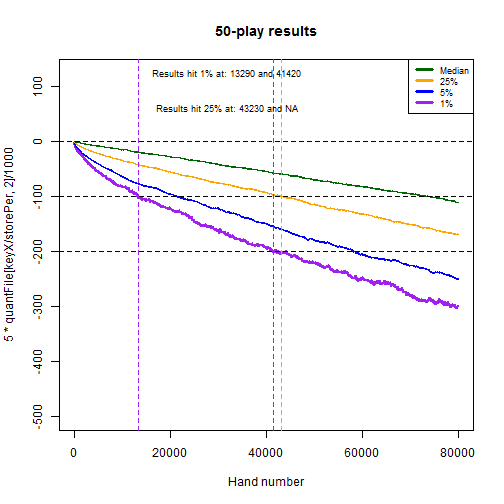 50-play results
Results hit 1% at: 13290 and 41420
Results hit 25% at: 43230 and NA
Median
25%
5%
1%
5 * quantFile[keyX/storePer, 2]/1000
100
0
-100
-200
-300
-400
-500
0 20000 40000 60000 80000
Hand number